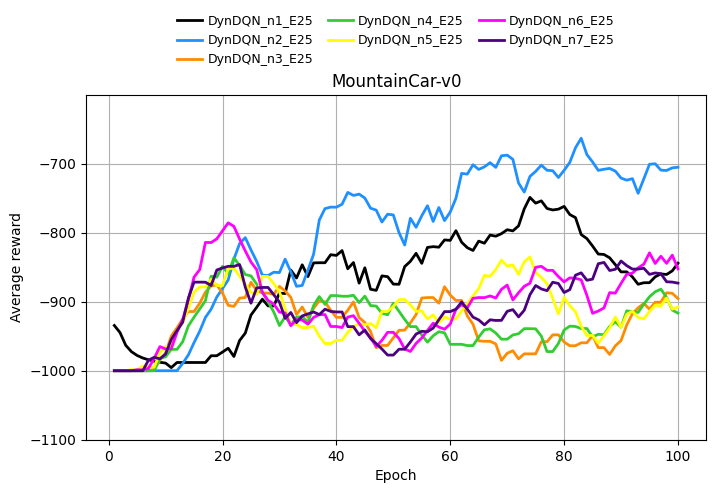 DynDQN_n1_E25 DynDQN_n4_E25 DynDQN_n6_E25
DynDQN_n2_E25 DynDQN_n5_E25 DynDQN_n7_E25
DynDQN_n3_E25
MountainCar-v0
−700
−800
−900
−1000
−1100
Average reward
0 20 40 60 80 100
Epoch